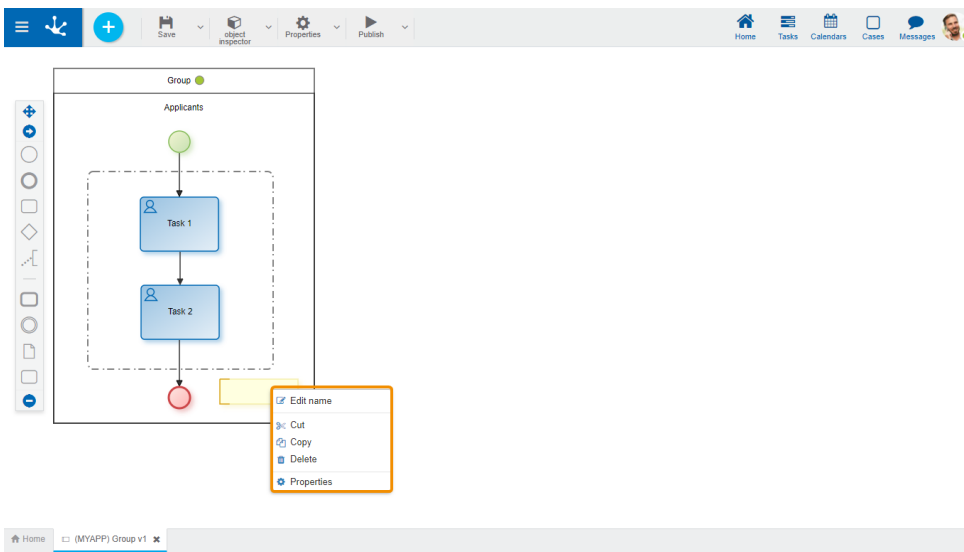 Save
object
inspector
Properties
Publish
Home
Tasks
Calendars
Cases
Messages
Group
Applicants
Task 1
Task 2
Edit name
Cut
Copy
Delete
Properties
Home
(MYAPP) Group v1